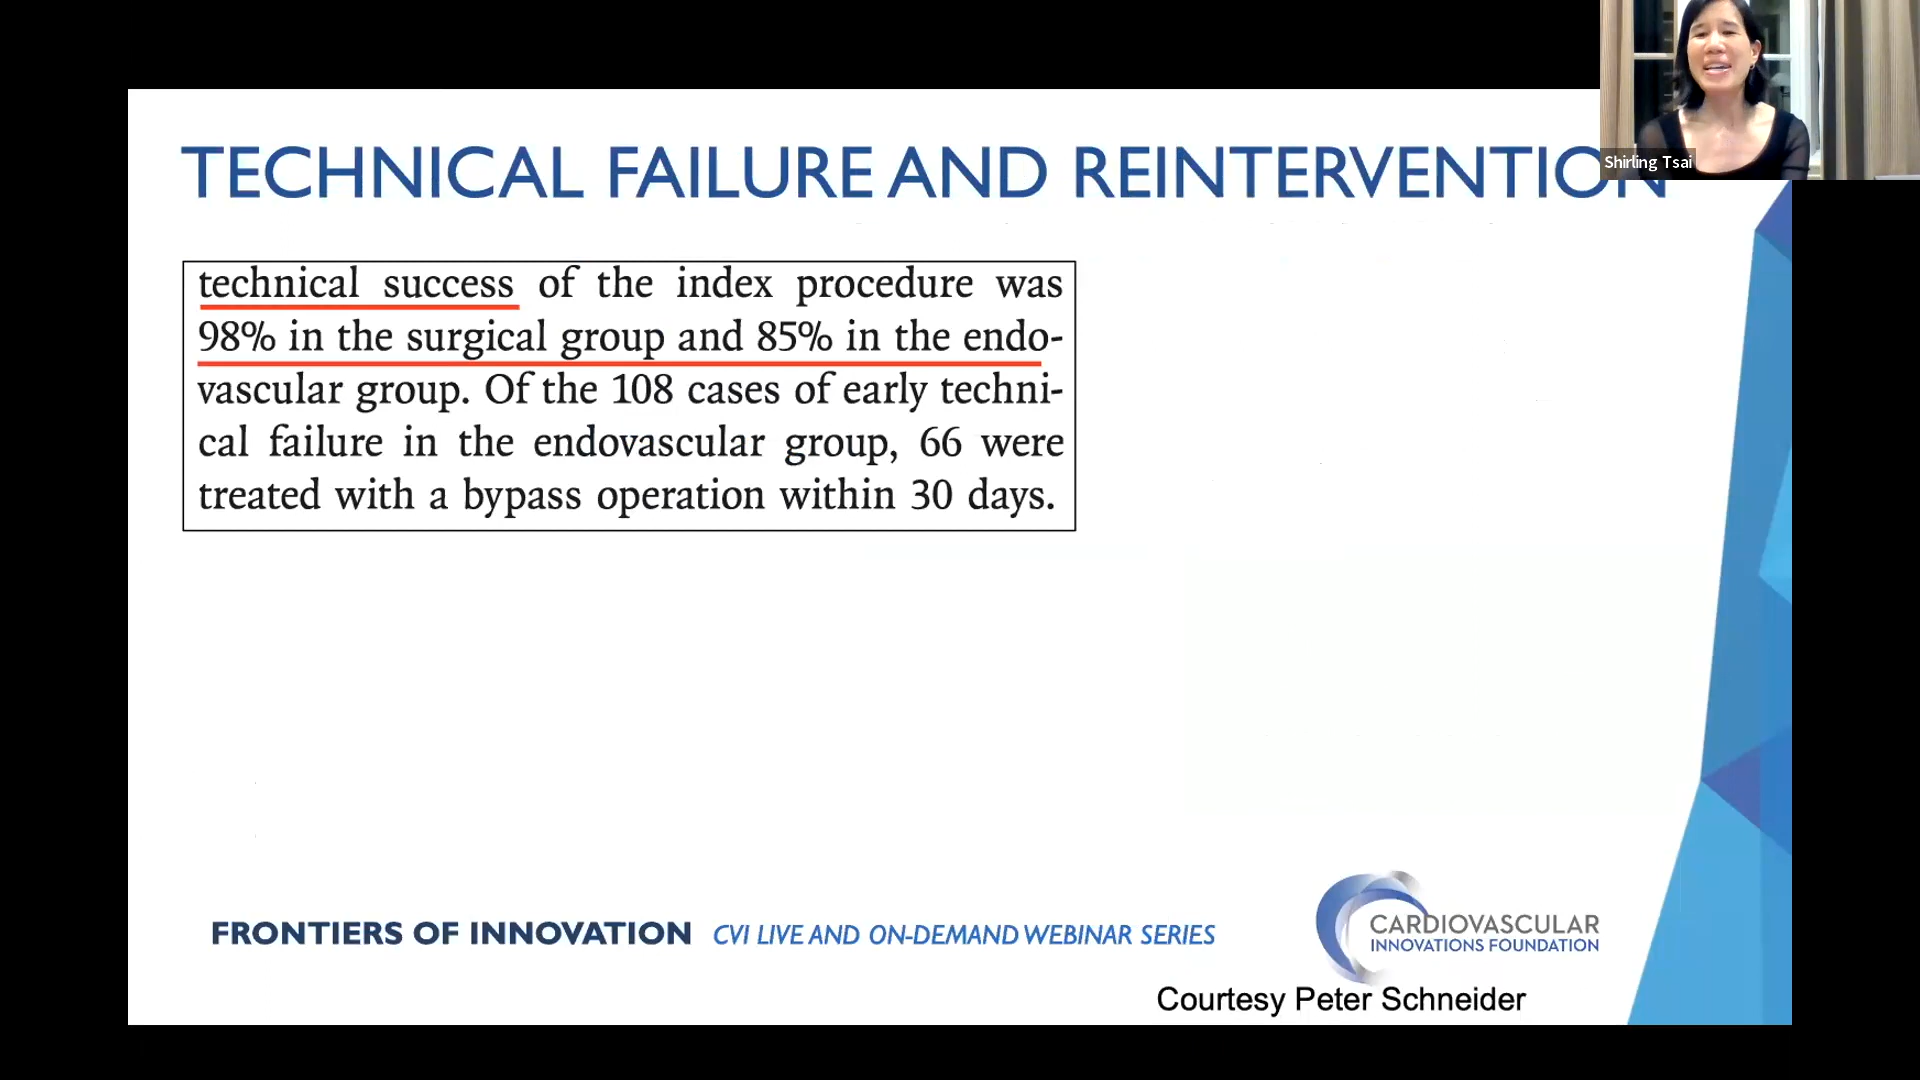 Shirling Tsai
TECHNICAL FAILURE AND REINTERVENTION
technical success of the index procedure was
98% in the surgical group and 85% in the endo-
vascular group. Of the 108 cases of early techni-
cal failure in the endovascular group, 66 were
treated with a bypass operation within 30 days.
FRONTIERS OF INNOVATION CVI LIVE AND ON-DEMAND WEBINAR SERIES
CARDIOVASCULAR
INNOVATIONS FOUNDATION
Courtesy Peter Schneider